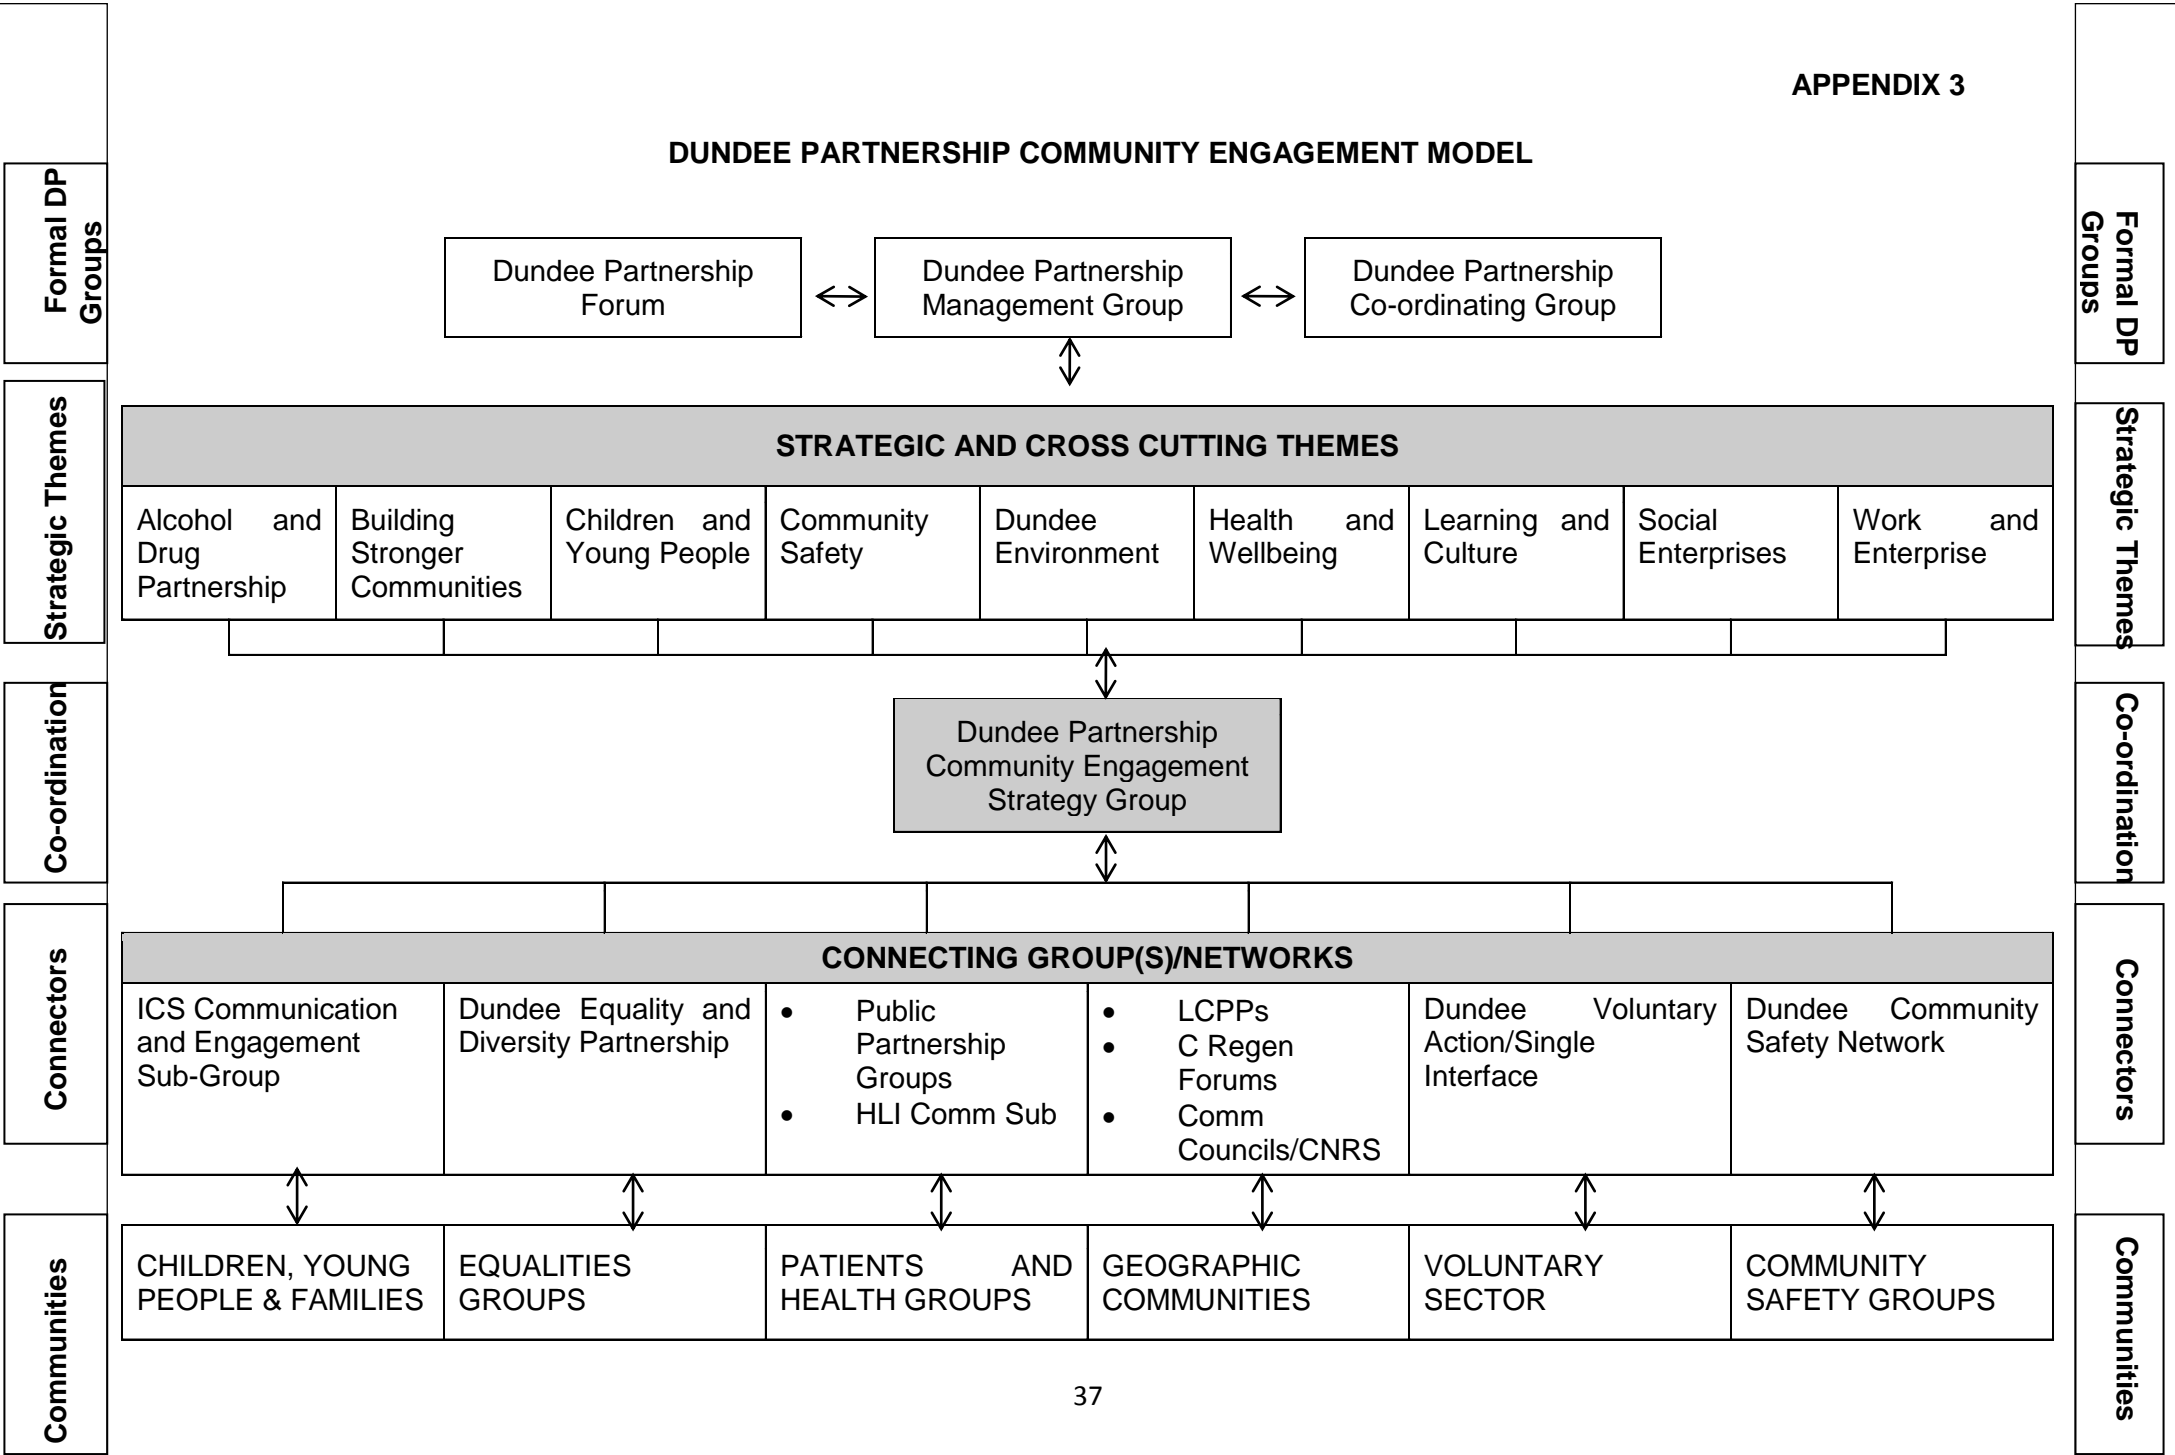 APPENDIX 3
DUNDEE PARTNERSHIP COMMUNITY ENGAGEMENT MODEL
Formal DP
Groups
Dundee Partnership
Forum
Dundee Partnership
Management Group
Dundee Partnership
Co-ordinating Group
Formal DP
Groups
Strategic Themes
STRATEGIC AND CROSS CUTTING THEMES
Alcohol and
Drug
Partnership
Building
Stronger
Communities
Children and
Young People
Community
Safety
Dundee
Environment
Health and
Wellbeing
Learning and
Culture
Social
Enterprises
Work and
Enterprise
Strategic Themes
Co-ordination
Dundee Partnership
Community Engagement
Strategy Group
Co-ordination
Connectors
CONNECTING GROUP(S)/NETWORKS
ICS Communication
and Engagement
Sub-Group
Dundee Equality and
Diversity Partnership
• Public
Partnership
Groups
• HLI Comm Sub
• LCPPs
• C Regen
Forums
• Comm
Councils/CNRS
Dundee Voluntary
Action/Single
Interface
Dundee Community
Safety Network
Connectors
Communities
CHILDREN, YOUNG
PEOPLE & FAMILIES
EQUALITIES
GROUPS
PATIENTS AND
HEALTH GROUPS
GEOGRAPHIC
COMMUNITIES
VOLUNTARY
SECTOR
COMMUNITY
SAFETY GROUPS
Communities
37